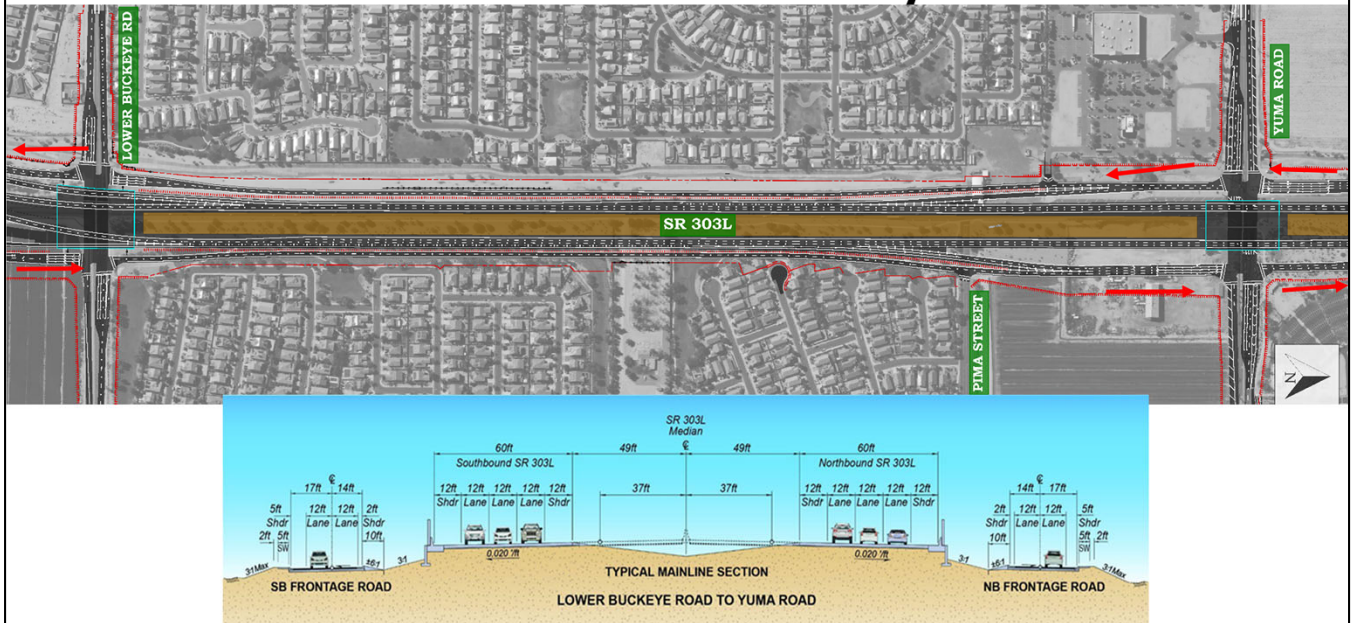 LOWER BUCKEYE RD
YUMA ROAD
SR 303L
PIMA STREET
N
SR 303L
Median
℄
60ft 49ft 49ft 60ft
Southbound SR 303L Northbound SR 303L
℄ ℄
17ft 14ft 12ft 12ft 12ft 12ft 12ft 37ft 37ft 12ft 12ft 12ft 12ft 12ft 14ft 17ft
Shdr Lane Lane Lane Shdr Shdr Lane Lane Lane Shdr
5ft 12ft 12ft 2ft 2ft 12ft 12ft 5ft
Shdr Lane Lane Shdr Shdr Lane Lane Shdr
2ft 5ft 10ft 10ft 5ft 2ft
SW SW
3:1Max ±6:1 3:1 0.020 '/ft 0.020 '/ft 3:1 ±6:1 3:1Max
SB FRONTAGE ROAD TYPICAL MAINLINE SECTION NB FRONTAGE ROAD
LOWER BUCKEYE ROAD TO YUMA ROAD